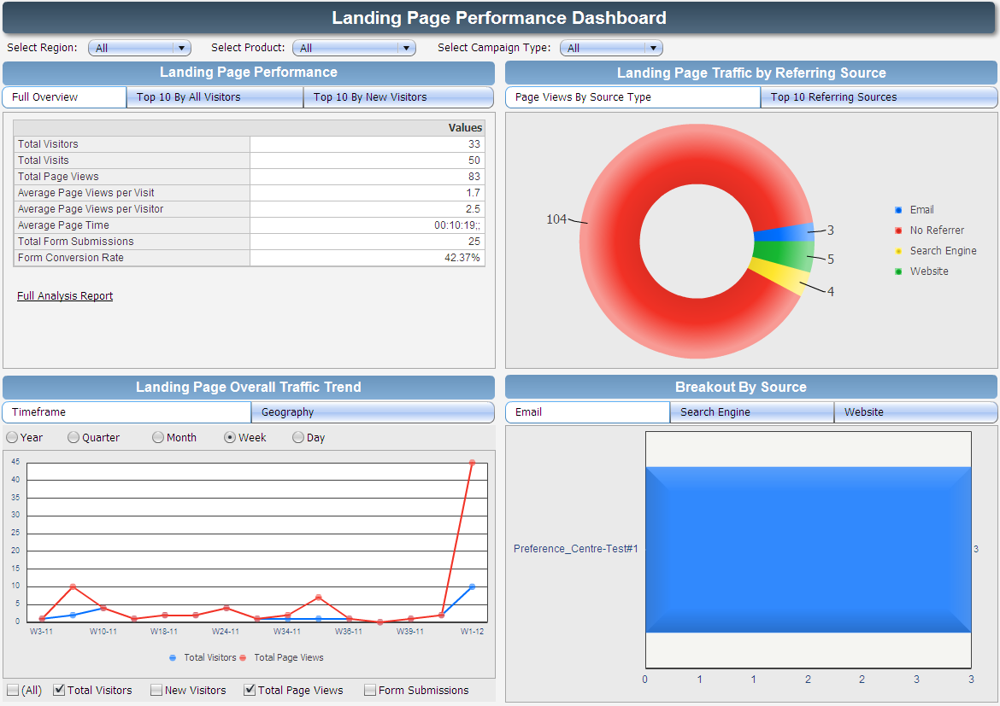 Landing Page Performance Dashboard
Select Region: All Select Product: All Select Campaign Type: All
Landing Page Performance
Full Overview Top 10 By All Visitors Top 10 By New Visitors
Values
Total Visitors 33
Total Visits 50
Total Page Views 83
Average Page Views per Visit 1.7
Average Page Views per Visitor 2.5
Average Page Time 00:10:19;;
Total Form Submissions 25
Form Conversion Rate 42.37%
Full Analysis Report
Landing Page Traffic by Referring Source
Page Views By Source Type Top 10 Referring Sources
104
3
5
4
Email
No Referrer
Search Engine
Website
Landing Page Overall Traffic Trend
Timeframe Geography
Year Quarter Month Week Day
45
40
35
30
25
20
15
10
5
0
W3-11 W10-11 W18-11 W24-11 W34-11 W36-11 W39-11 W1-12
Total Visitors Total Page Views
(All) Total Visitors New Visitors Total Page Views Form Submissions
Breakout By Source
Email Search Engine Website
Preference_Centre-Test#1 3
0 1 1 2 2 3 3